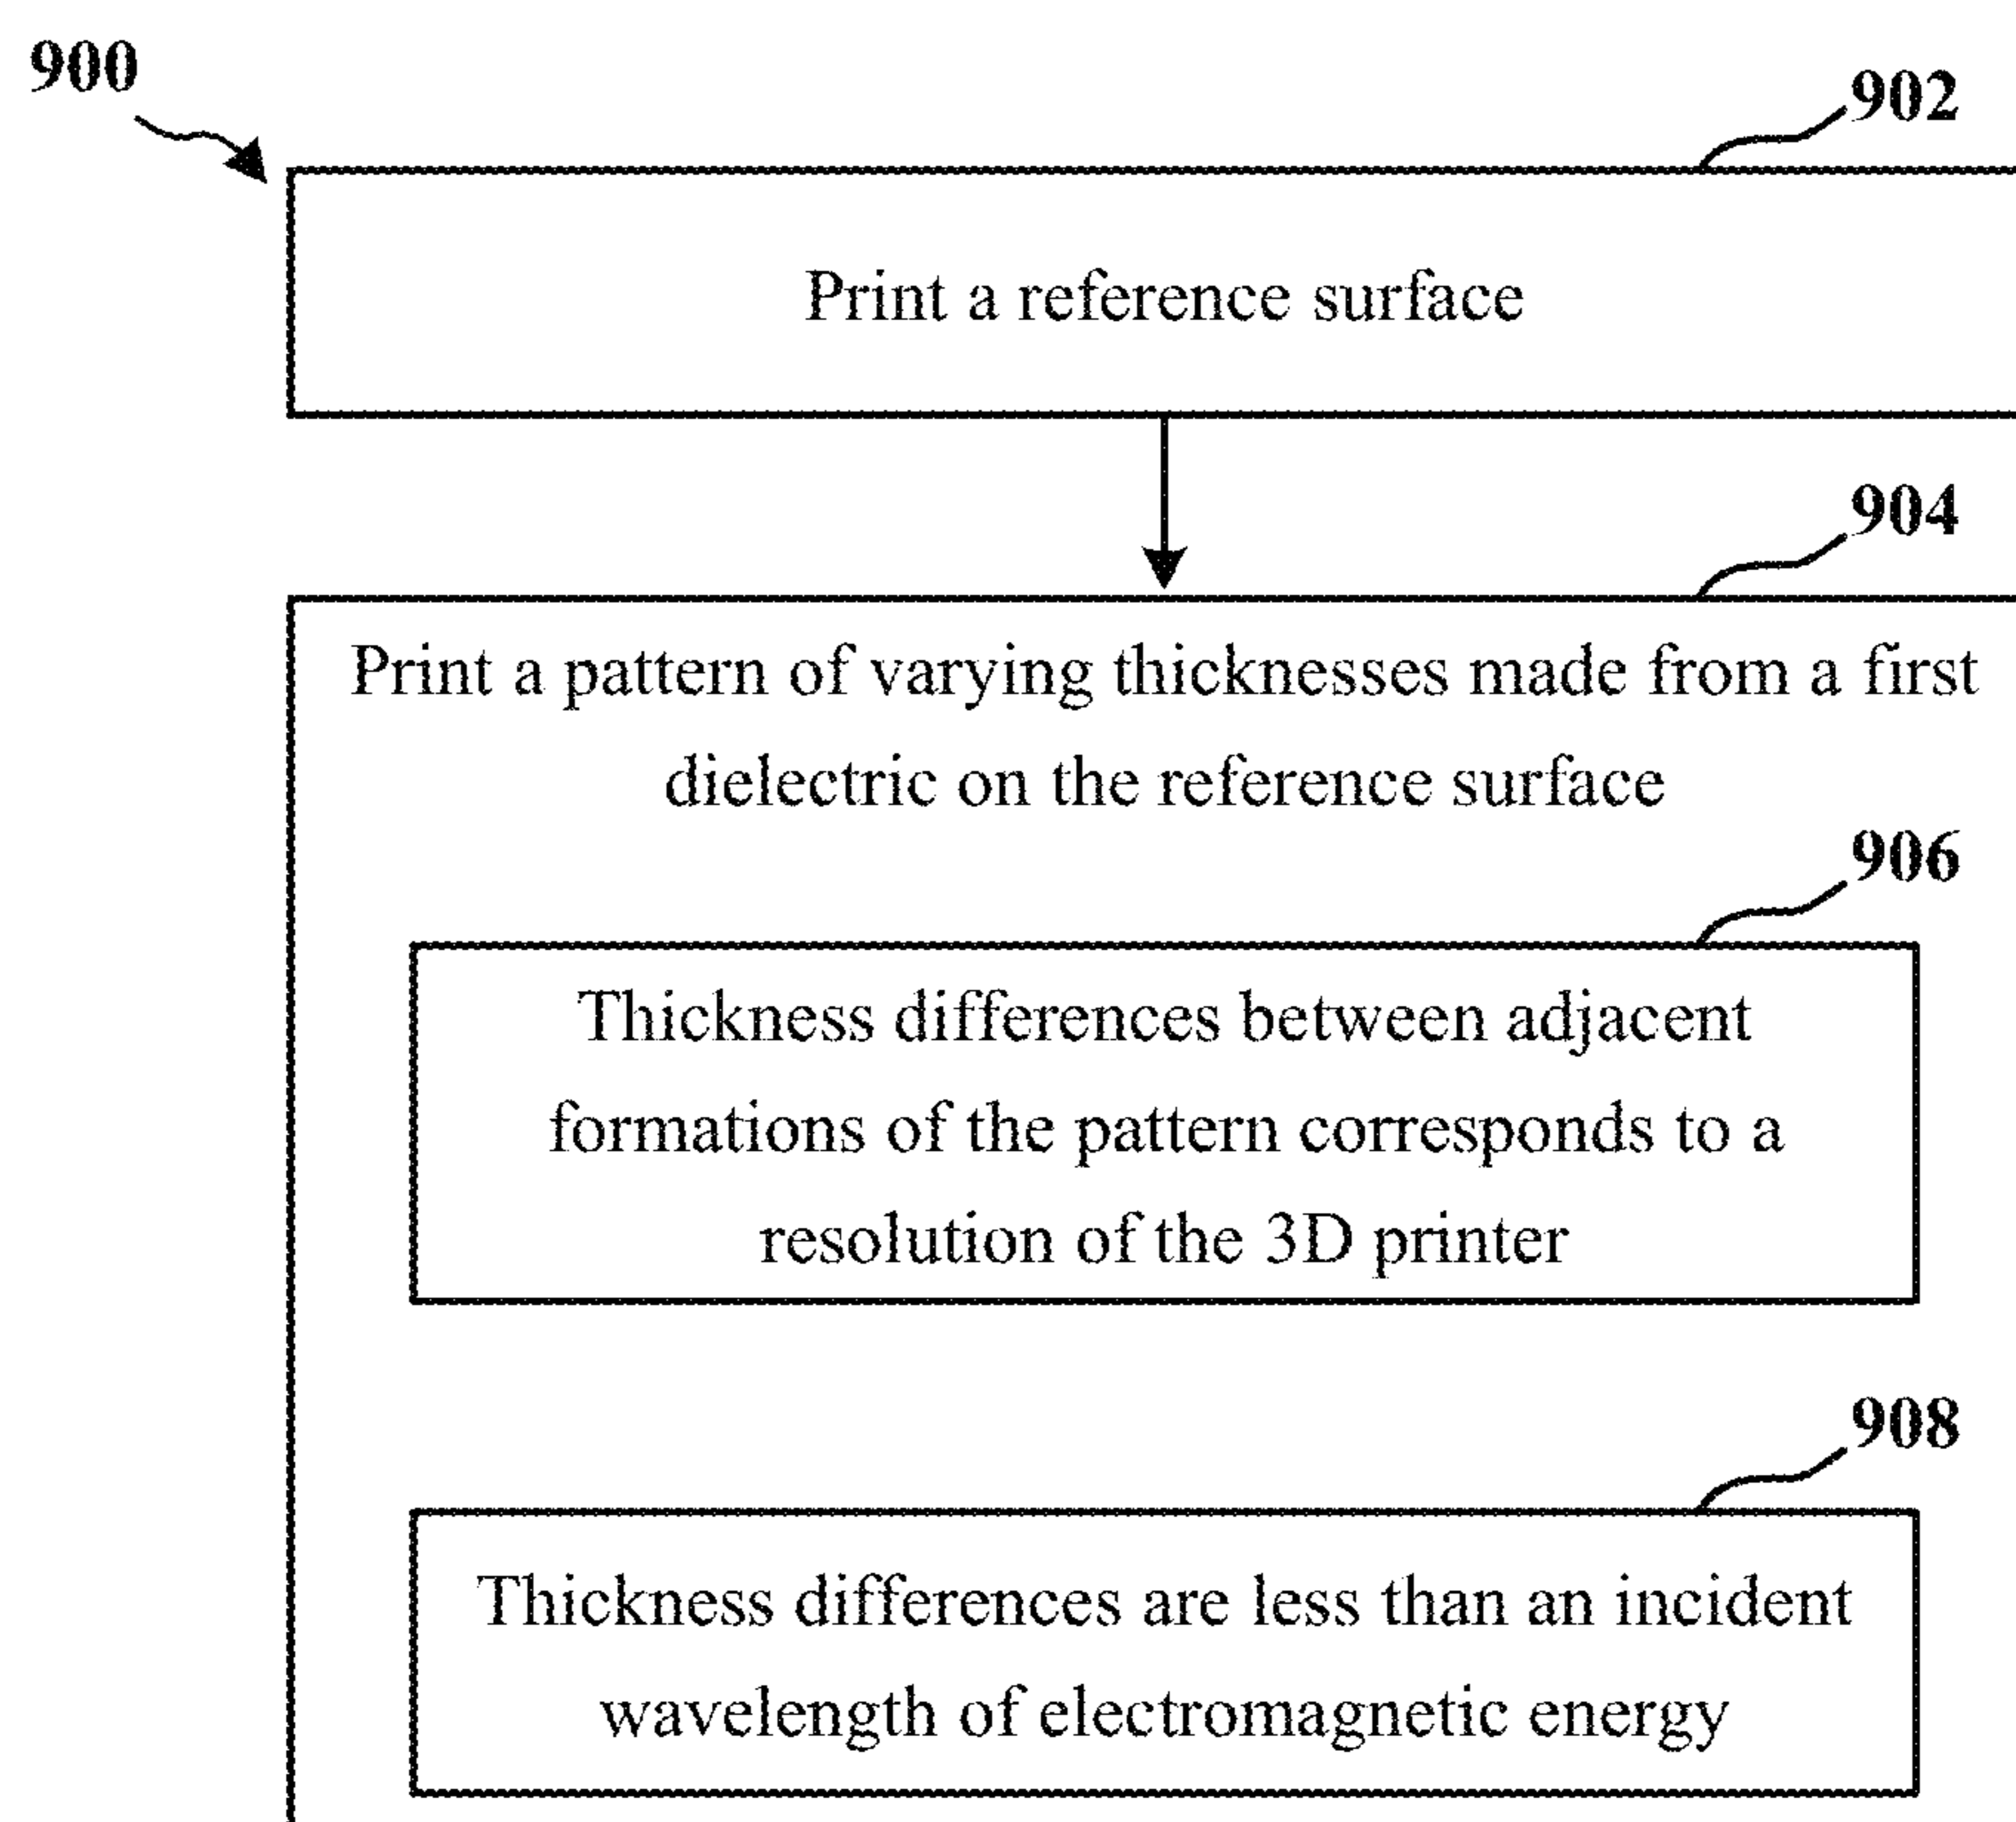 900
902
Print a reference surface
904
Print a pattern of varying thicknesses made from a first
dielectric on the reference surface
906
Thickness differences between adjacent
formations of the pattern corresponds to a
resolution of the 3D printer
908
Thickness differences are less than an incident
wavelength of electromagnetic energy